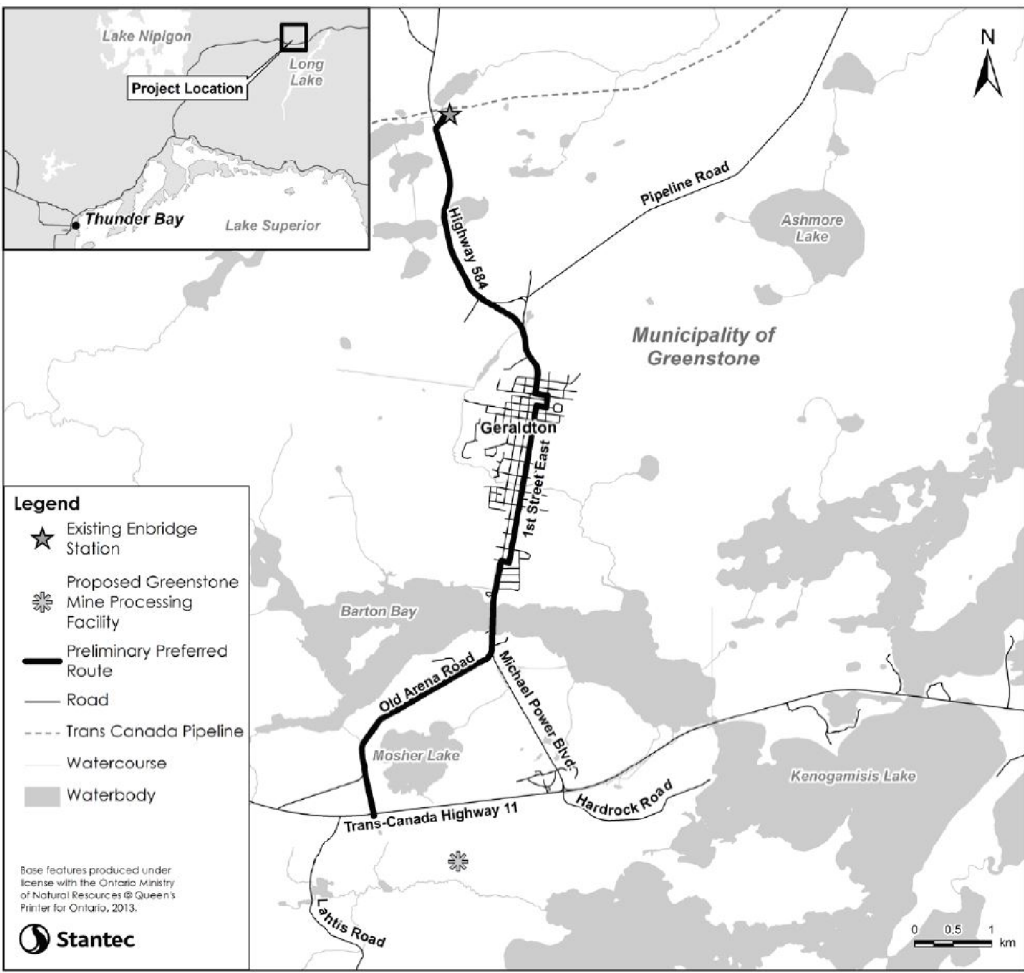 Lake Nipigon
Long
Lake
Project Location
Thunder Bay
Lake Superior
N
Pipeline Road
Ashmore
Lake
Highway 584
Municipality of
Greenstone
Geraldton
1st Street East
Legend
Existing Enbridge
Station
Proposed Greenstone
Mine Processing
Facility
Preliminary Preferred
Route
Road
Trans Canada Pipeline
Watercourse
Waterbody
Base features produced under
license with the Ontario Ministry
of Natural Resources © Queen's
Printer for Ontario, 2013.
Stantec
Barton Bay
Old Arena Road
Michael Power Blvd.
Mosher Lake
Kenogamisis Lake
Hardrock Road
Trans-Canada Highway 11
Lahtis Road
0 0.5 1
km